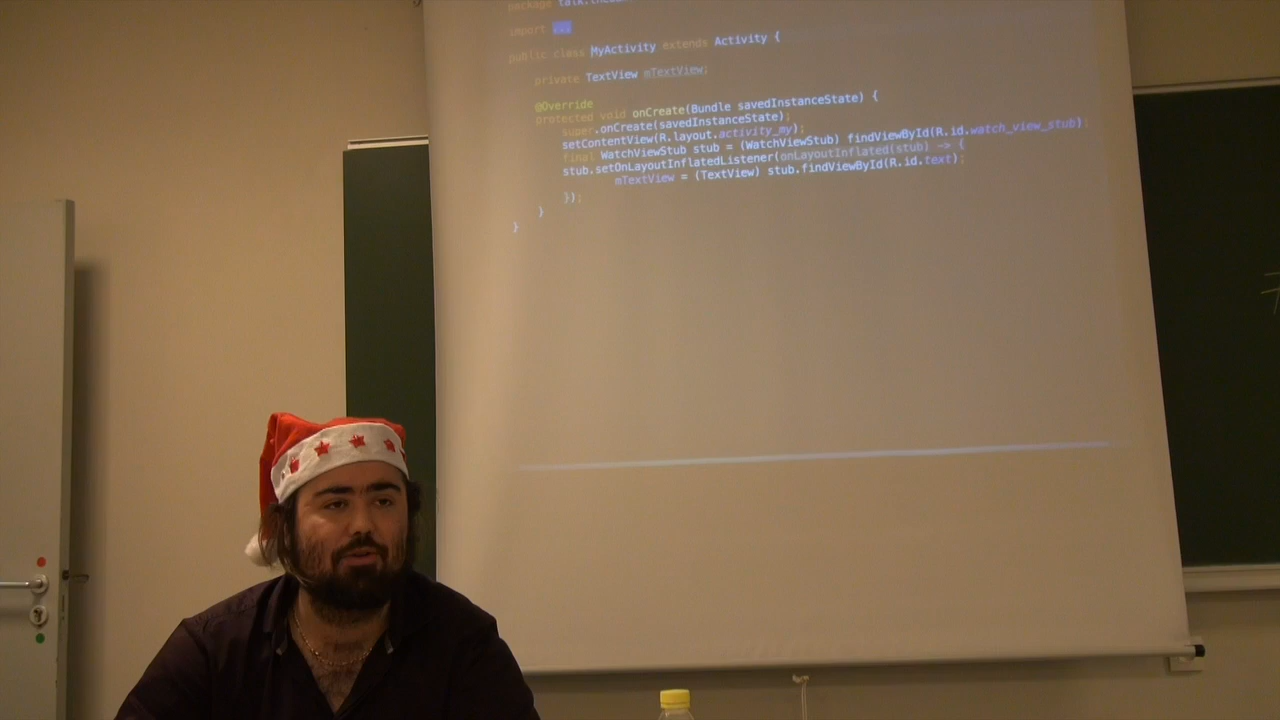 package
import ...
public class MyActivity extends Activity {
private TextView mTextView;
@Override
protected void onCreate(Bundle savedInstanceState) {
super.onCreate(savedInstanceState);
setContentView(R.layout.activity_my);
final WatchViewStub stub = (WatchViewStub) findViewById(R.id.watch_view_stub);
stub.setOnLayoutInflatedListener(onLayoutInflated(stub) -> {
mTextView = (TextView) stub.findViewById(R.id.text);
});
}
}